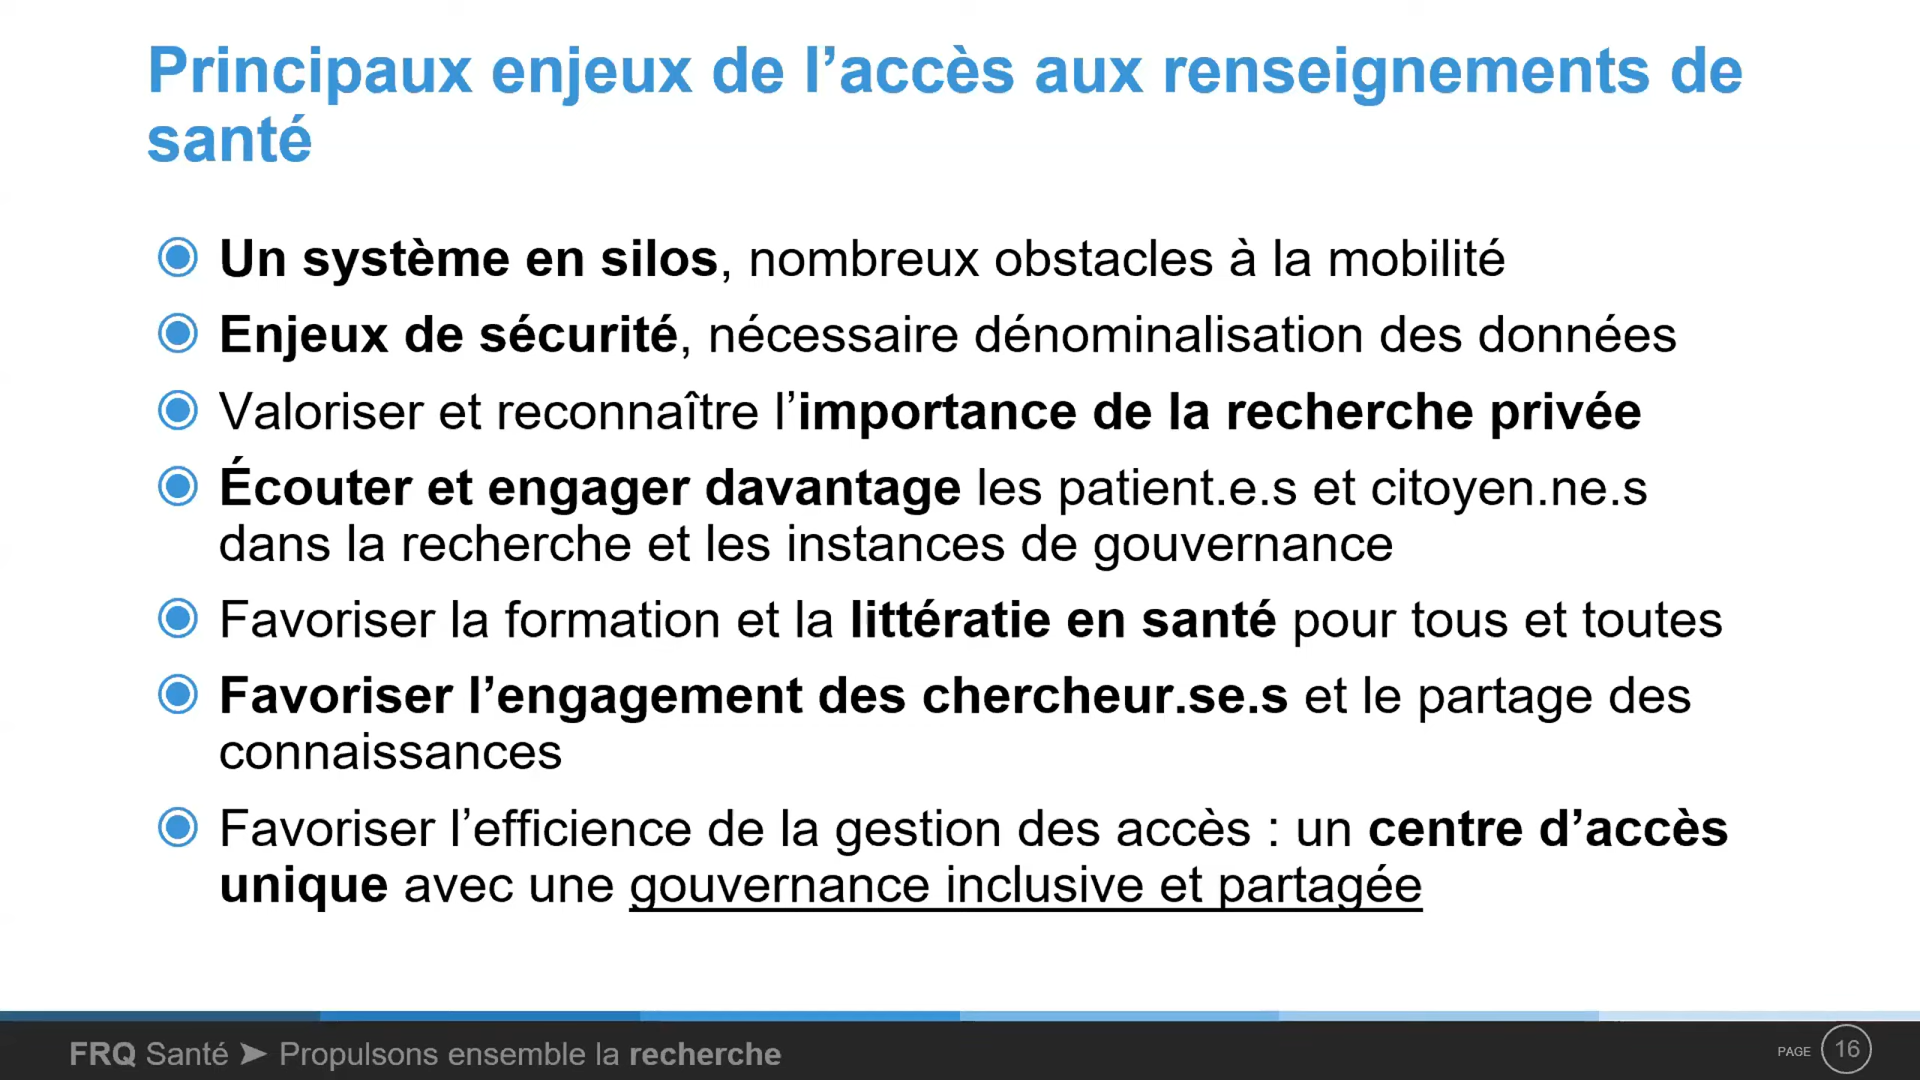 Principaux enjeux de l’accès aux renseignements de
santé
Un système en silos, nombreux obstacles à la mobilité
Enjeux de sécurité, nécessaire dénominalisation des données
Valoriser et reconnaître l’importance de la recherche privée
Écouter et engager davantage les patient.e.s et citoyen.ne.s
dans la recherche et les instances de gouvernance
Favoriser la formation et la littératie en santé pour tous et toutes
Favoriser l’engagement des chercheur.se.s et le partage des
connaissances
Favoriser l’efficience de la gestion des accès : un centre d’accès
unique avec une gouvernance inclusive et partagée
FRQ Santé ➤ Propulsons ensemble la recherche
PAGE 16